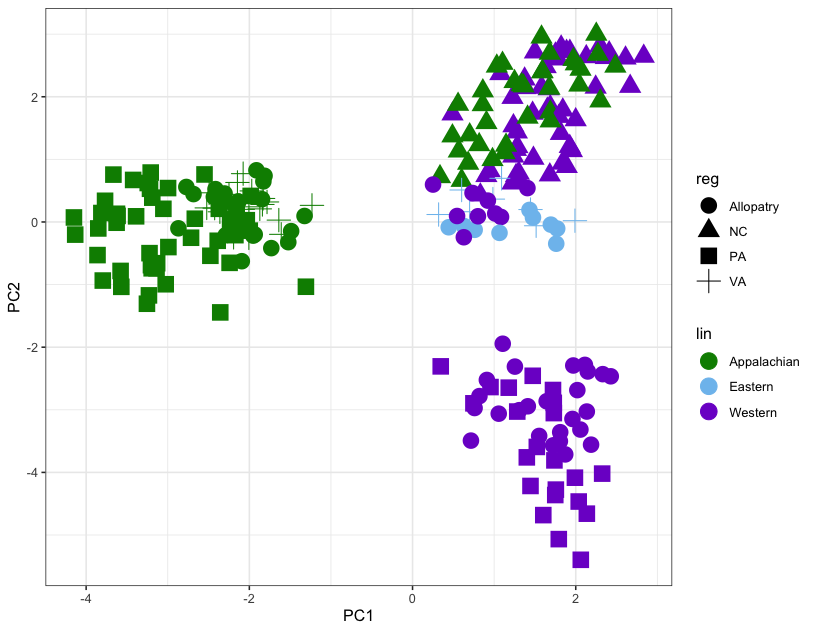 PC2
2
0
-2
-4
-4
-2
0
2
PC1
reg
Allopatry
NC
PA
VA
lin
Appalachian
Eastern
Western